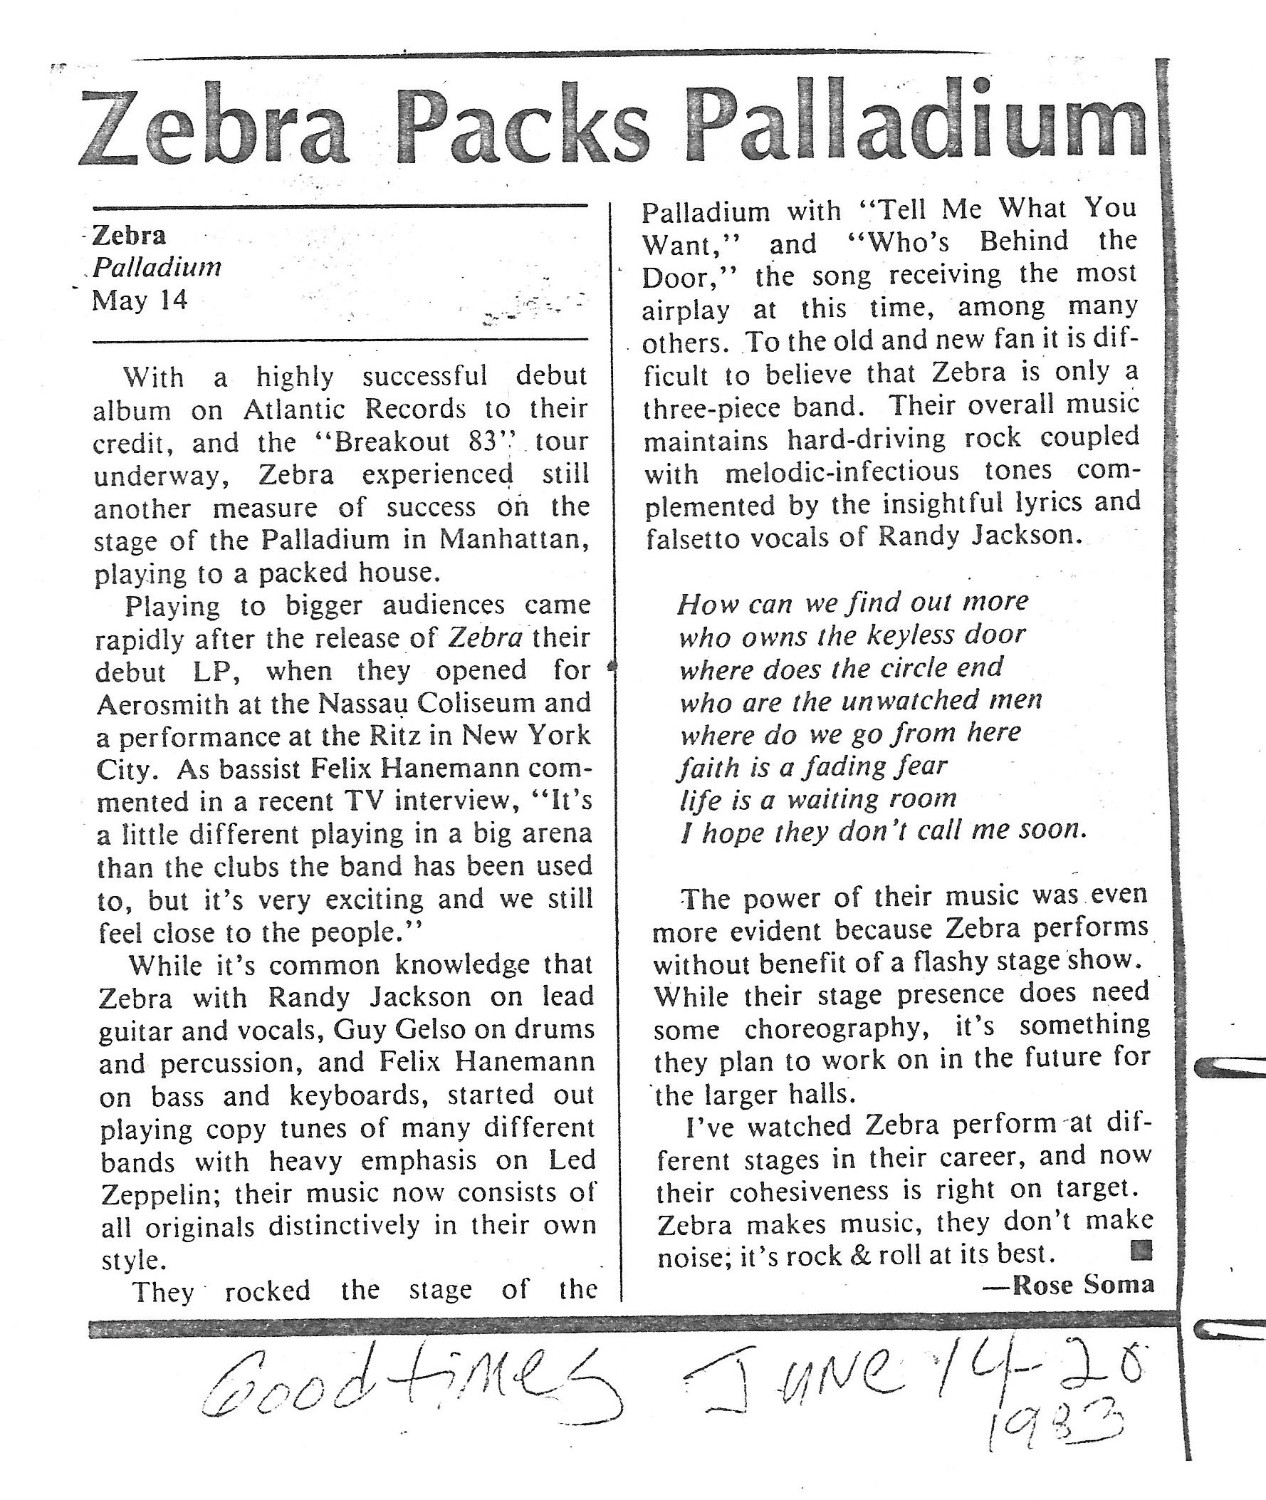 Zebra Packs Palladium
Zebra
Palladium
May 14
With a highly successful debut
album on Atlantic Records to their
credit, and the “Breakout 83” tour
underway, Zebra experienced still
another measure of success on the
stage of the Palladium in Manhattan,
playing to a packed house.
Playing to bigger audiences came
rapidly after the release of Zebra their
debut LP, when they opened for
Aerosmith at the Nassau Coliseum and
a performance at the Ritz in New York
City. As bassist Felix Hanemann com-
mented in a recent TV interview, “It’s
a little different playing in a big arena
than the clubs the band has been used
to, but it’s very exciting and we still
feel close to the people.”
While it’s common knowledge that
Zebra with Randy Jackson on lead
guitar and vocals, Guy Gelso on drums
and percussion, and Felix Hanemann
on bass and keyboards, started out
playing copy tunes of many different
bands with heavy emphasis on Led
Zeppelin; their music now consists of
all originals distinctively in their own
style.
They rocked the stage of the
Palladium with “Tell Me What You
Want,” and “Who’s Behind the
Door,” the song receiving the most
airplay at this time, among many
others. To the old and new fan it is dif-
ficult to believe that Zebra is only a
three-piece band. Their overall music
maintains hard-driving rock coupled
with melodic-infectious tones com-
plemented by the insightful lyrics and
falsetto vocals of Randy Jackson.
How can we find out more
who owns the keyless door
where does the circle end
who are the unwatched men
where do we go from here
faith is a fading fear
life is a waiting room
I hope they don’t call me soon.
The power of their music was even
more evident because Zebra performs
without benefit of a flashy stage show.
While their stage presence does need
some choreography, it’s something
they plan to work on in the future for
the larger halls.
I’ve watched Zebra perform at dif-
ferent stages in their career, and now
their cohesiveness is right on target.
Zebra makes music, they don’t make
noise; it’s rock & roll at its best. ■
—Rose Soma
Good times June 14-20
1983